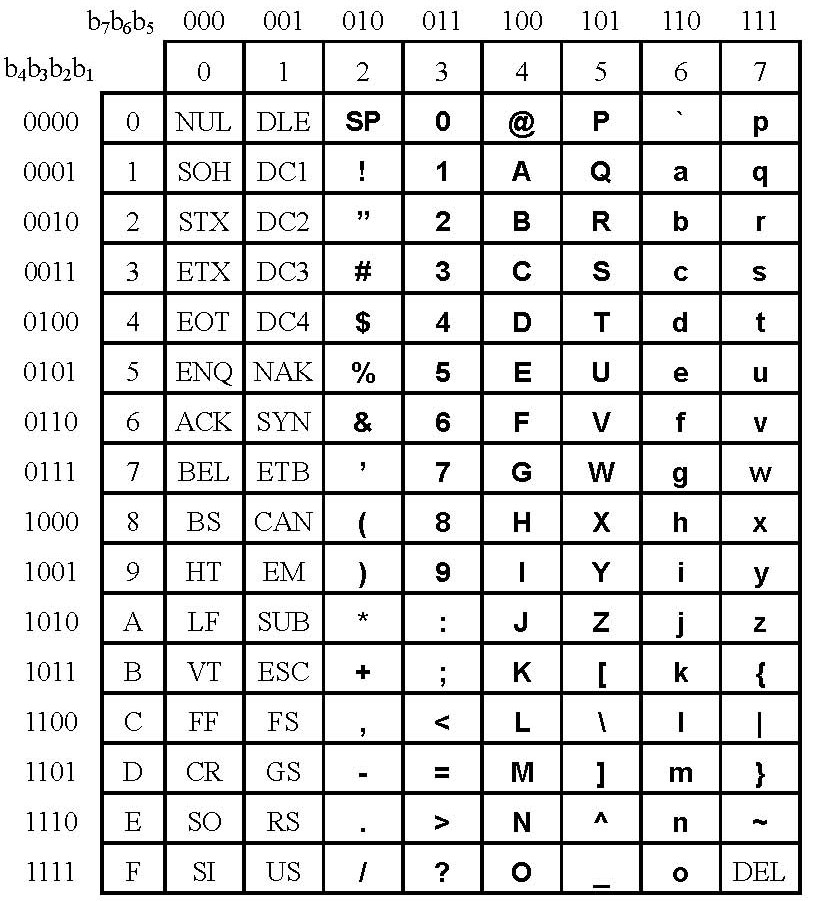 b₇b₆b₅ 000 001 010 011 100 101 110 111
b₄b₃b₂b₁ 0 1 2 3 4 5 6 7
0000 0 NUL DLE SP 0 @ P ` p
0001 1 SOH DC1 ! 1 A Q a q
0010 2 STX DC2 ” 2 B R b r
0011 3 ETX DC3 # 3 C S c s
0100 4 EOT DC4 $ 4 D T d t
0101 5 ENQ NAK % 5 E U e u
0110 6 ACK SYN & 6 F V f v
0111 7 BEL ETB ’ 7 G W g w
1000 8 BS CAN ( 8 H X h x
1001 9 HT EM ) 9 I Y i y
1010 A LF SUB * : J Z j z
1011 B VT ESC + ; K [ k {
1100 C FF FS , < L \ l |
1101 D CR GS - = M ] m }
1110 E SO RS . > N ^ n ~
1111 F SI US / ? O _ o DEL